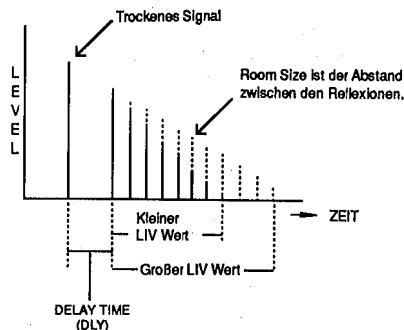 Trockenes Signal
LEVEL
Room Size ist der Abstand
zwischen den Reflexionen.
ZEIT
Kleiner
LIV Wert
Großer LIV Wert
DELAY TIME
(DLY)